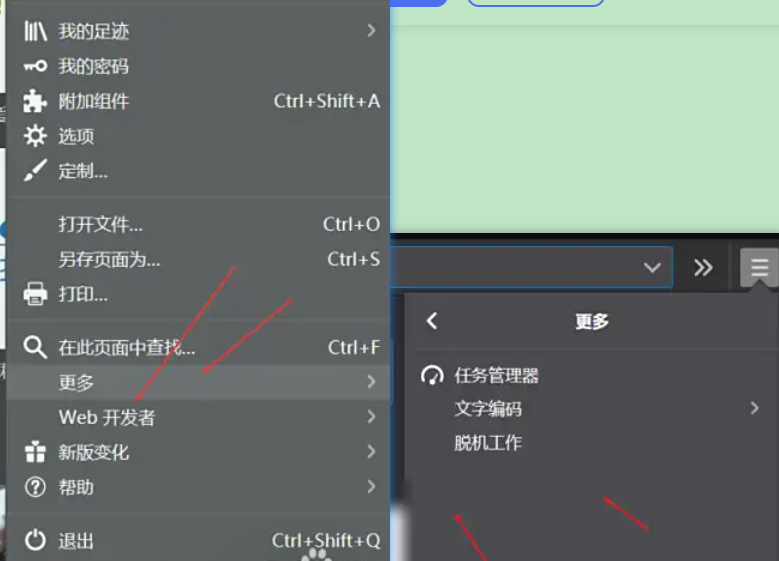 我的足迹
我的密码
附加组件 Ctrl+Shift+A
选项
定制...
打开文件... Ctrl+O
另存页面为... Ctrl+S
打印...
在此页面中查找... Ctrl+F
更多
Web 开发者
新版变化
帮助
退出 Ctrl+Shift+Q
更多
任务管理器
文字编码
脱机工作